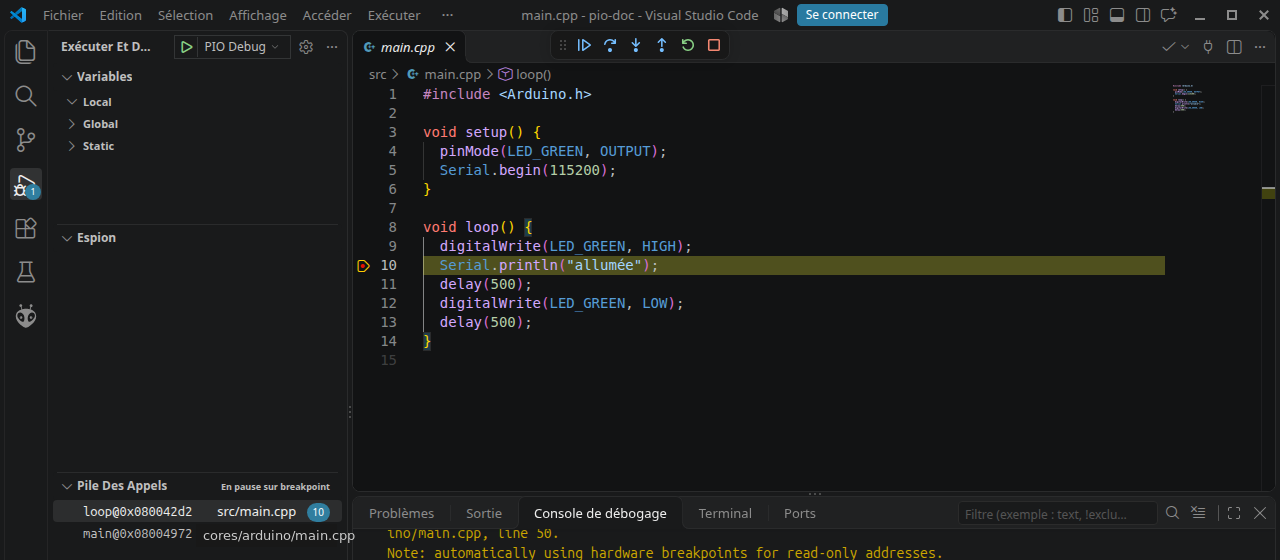 Fichier Edition Sélection Affichage Accéder Exécuter ··· main.cpp - pio-doc - Visual Studio Code Se connecter
Exécuter Et D... PIO Debug ···
main.cpp
Variables
src > main.cpp > loop()
Local
Global
Static
Espion
1 #include <Arduino.h>
2
3 void setup() {
4 pinMode(LED_GREEN, OUTPUT);
5 Serial.begin(115200);
6 }
7
8 void loop() {
9 digitalWrite(LED_GREEN, HIGH);
10 Serial.println("allumée");
11 delay(500);
12 digitalWrite(LED_GREEN, LOW);
13 delay(500);
14 }
15
1
Pile Des Appels En pause sur breakpoint
loop@0x080042d2 src/main.cpp 10
main@0x08004972 cores/arduino/main.cpp
Problèmes Sortie Console de débogage Terminal Ports Filtre (exemple : text, !exclu...
ino/main.cpp, line 50.
Note: automatically using hardware breakpoints for read-only addresses.